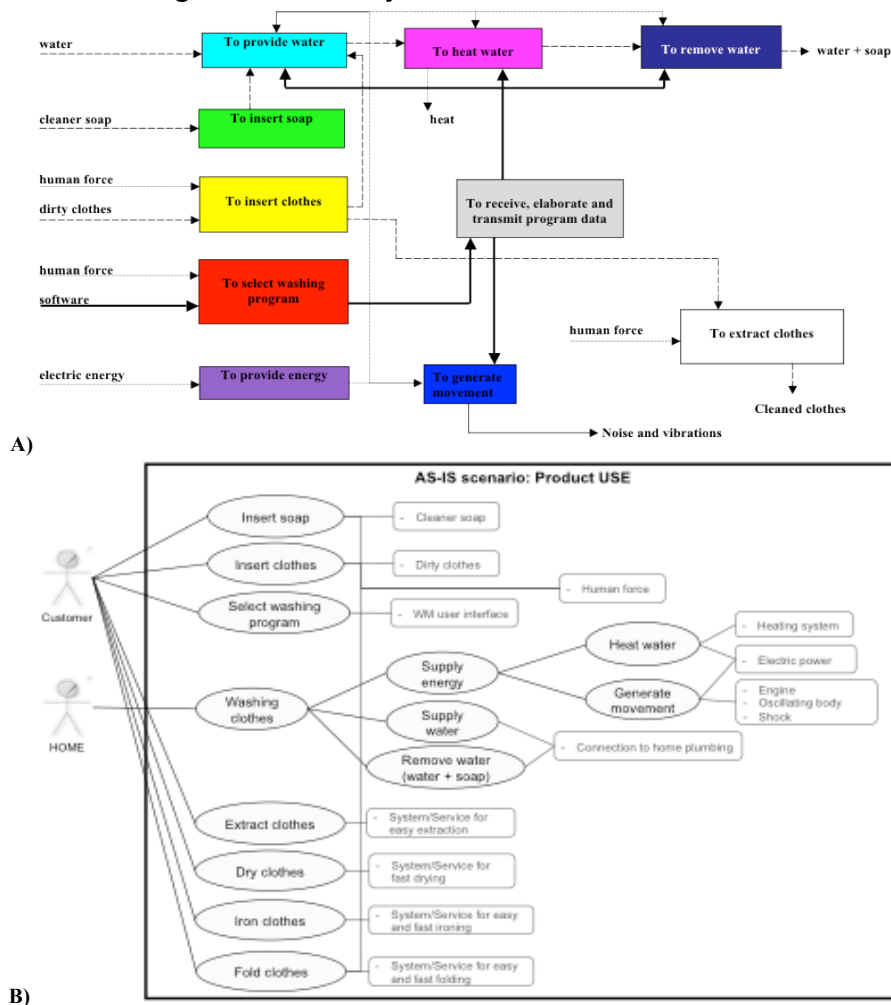 water
To provide water
To heat water
To remove water
water + soap
cleaner soap
To insert soap
heat
human force
dirty clothes
To insert clothes
To receive, elaborate and
transmit program data
human force
software
To select washing
program
human force
To extract clothes
electric energy
To provide energy
To generate
movement
Cleaned clothes
Noise and vibrations
A)
AS-IS scenario: Product USE
Insert soap
- Cleaner soap
Insert clothes
- Dirty clothes
- Human force
Customer
Select washing
program
- WM user interface
Heat water
- Heating system
Supply
energy
- Electric power
Washing
clothes
Generate
movement
- Engine
- Oscillating body
- Shock
HOME
Supply
water
Remove water
(water + soap)
- Connection to home plumbing
Extract clothes
- System/Service for
easy extraction
Dry clothes
- System/Service for
fast drying
Iron clothes
- System/Service for easy
and fast ironing
Fold clothes
- System/Service for easy
and fast folding
B)